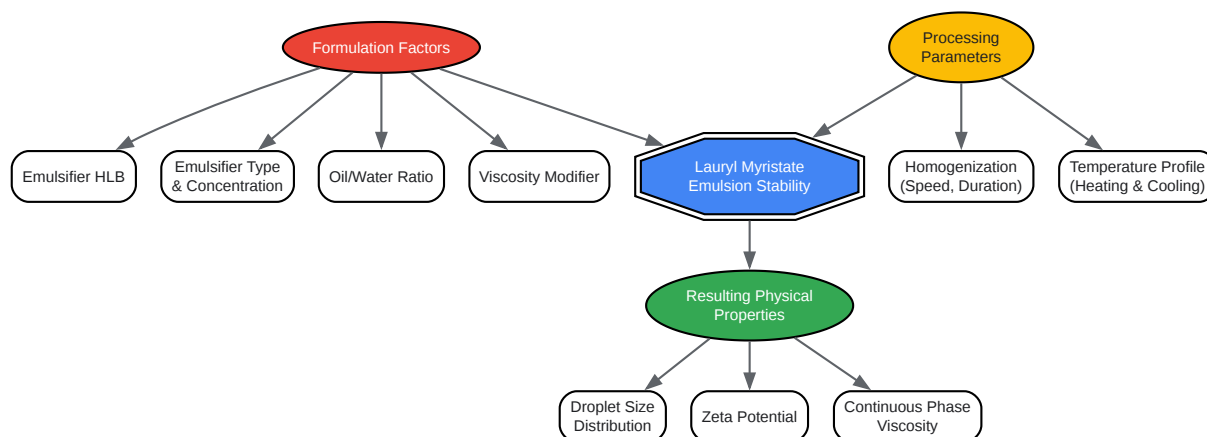 Formulation Factors
Processing
Parameters
Emulsifier HLB
Emulsifier Type
& Concentration
Oil/Water Ratio
Viscosity Modifier
Lauryl Myristate
Emulsion Stability
Homogenization
(Speed, Duration)
Temperature Profile
(Heating & Cooling)
Resulting Physical
Properties
Droplet Size
Distribution
Zeta Potential
Continuous Phase
Viscosity